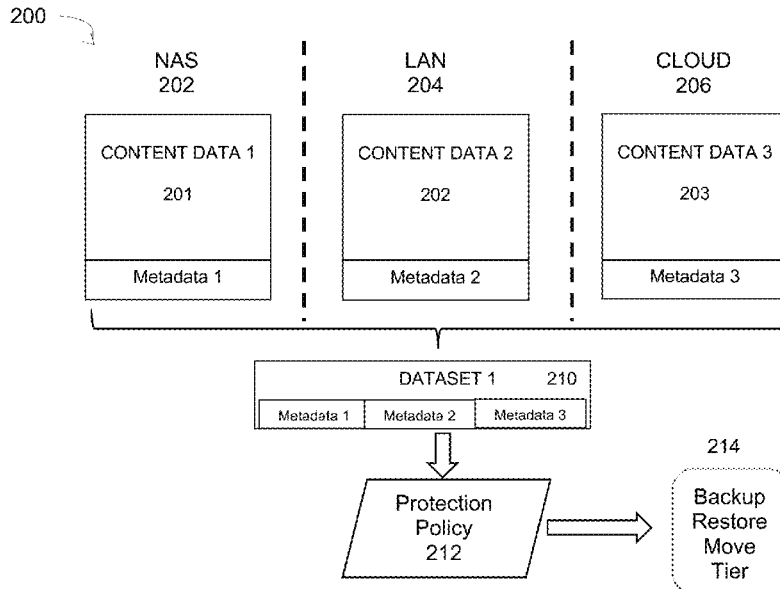 200
NAS
202
LAN
204
CLOUD
206
CONTENT DATA 1
201
Metadata 1
CONTENT DATA 2
202
Metadata 2
CONTENT DATA 3
203
Metadata 3
DATASET 1 210
Metadata 1 Metadata 2 Metadata 3
Protection
Policy
212
214
Backup
Restore
Move
Tier